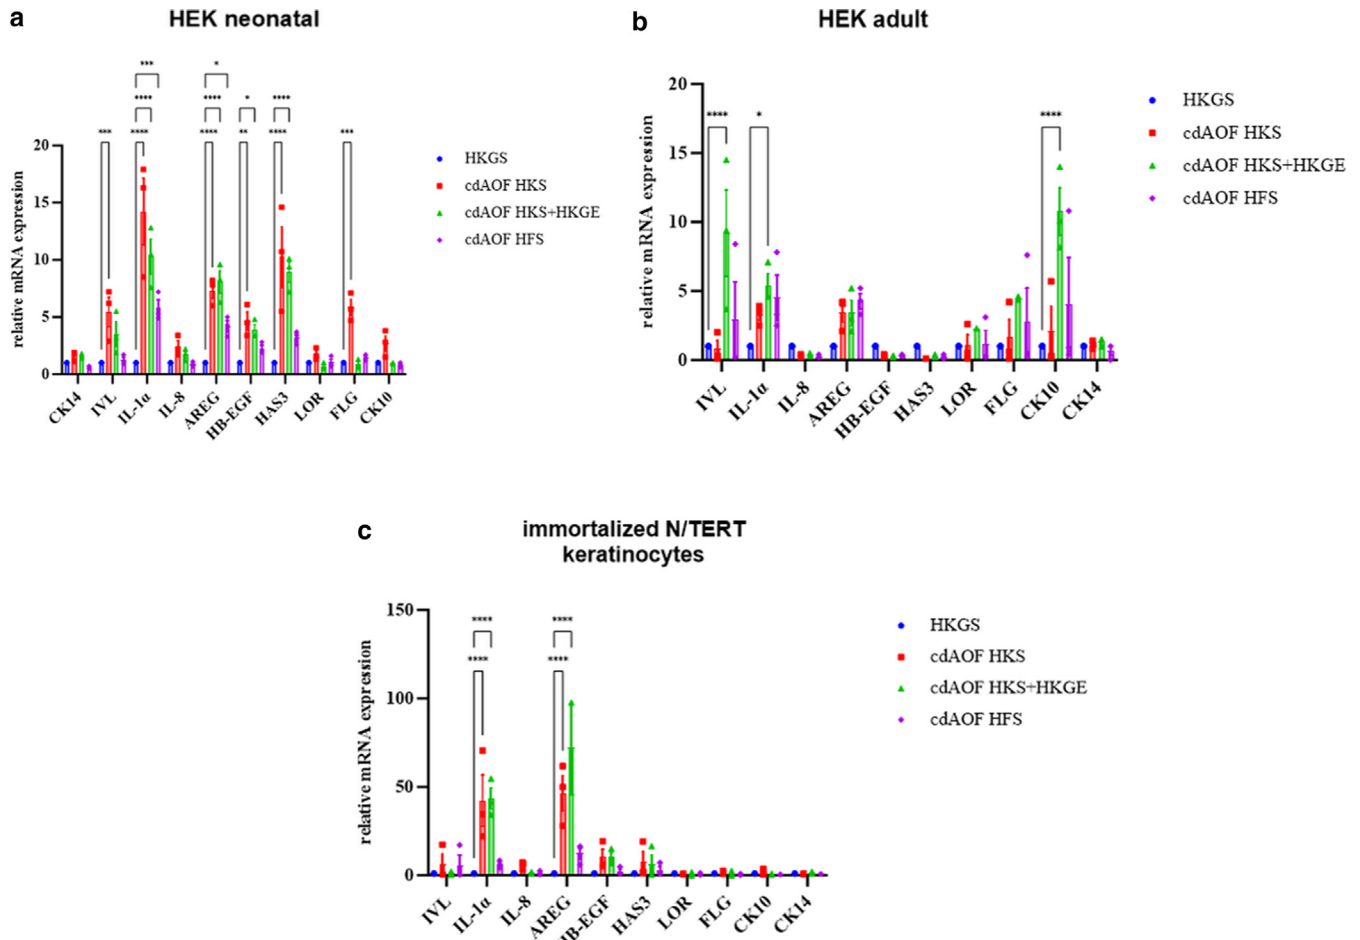 a
HEK neonatal
*** *
**** **** * ****
*** **** **** ** **** ***
relative mRNA expression
20
15
10
5
0
CK14 IVL IL-1α IL-8 AREG HB-EGF HAS3 LOR FLG CK10
HKGS
cdAOF HKS
cdAOF HKS+HKGE
cdAOF HFS
b
HEK adult
**** * ****
relative mRNA expression
20
15
10
5
0
IVL IL-1α IL-8 AREG HB-EGF HAS3 LOR FLG CK10 CK14
HKGS
cdAOF HKS
cdAOF HKS+HKGE
cdAOF HFS
c
immortalized N/TERT
keratinocytes
**** ****
**** ****
relative mRNA expression
150
100
50
0
IVL IL-1α IL-8 AREG HB-EGF HAS3 LOR FLG CK10 CK14
HKGS
cdAOF HKS
cdAOF HKS+HKGE
cdAOF HFS